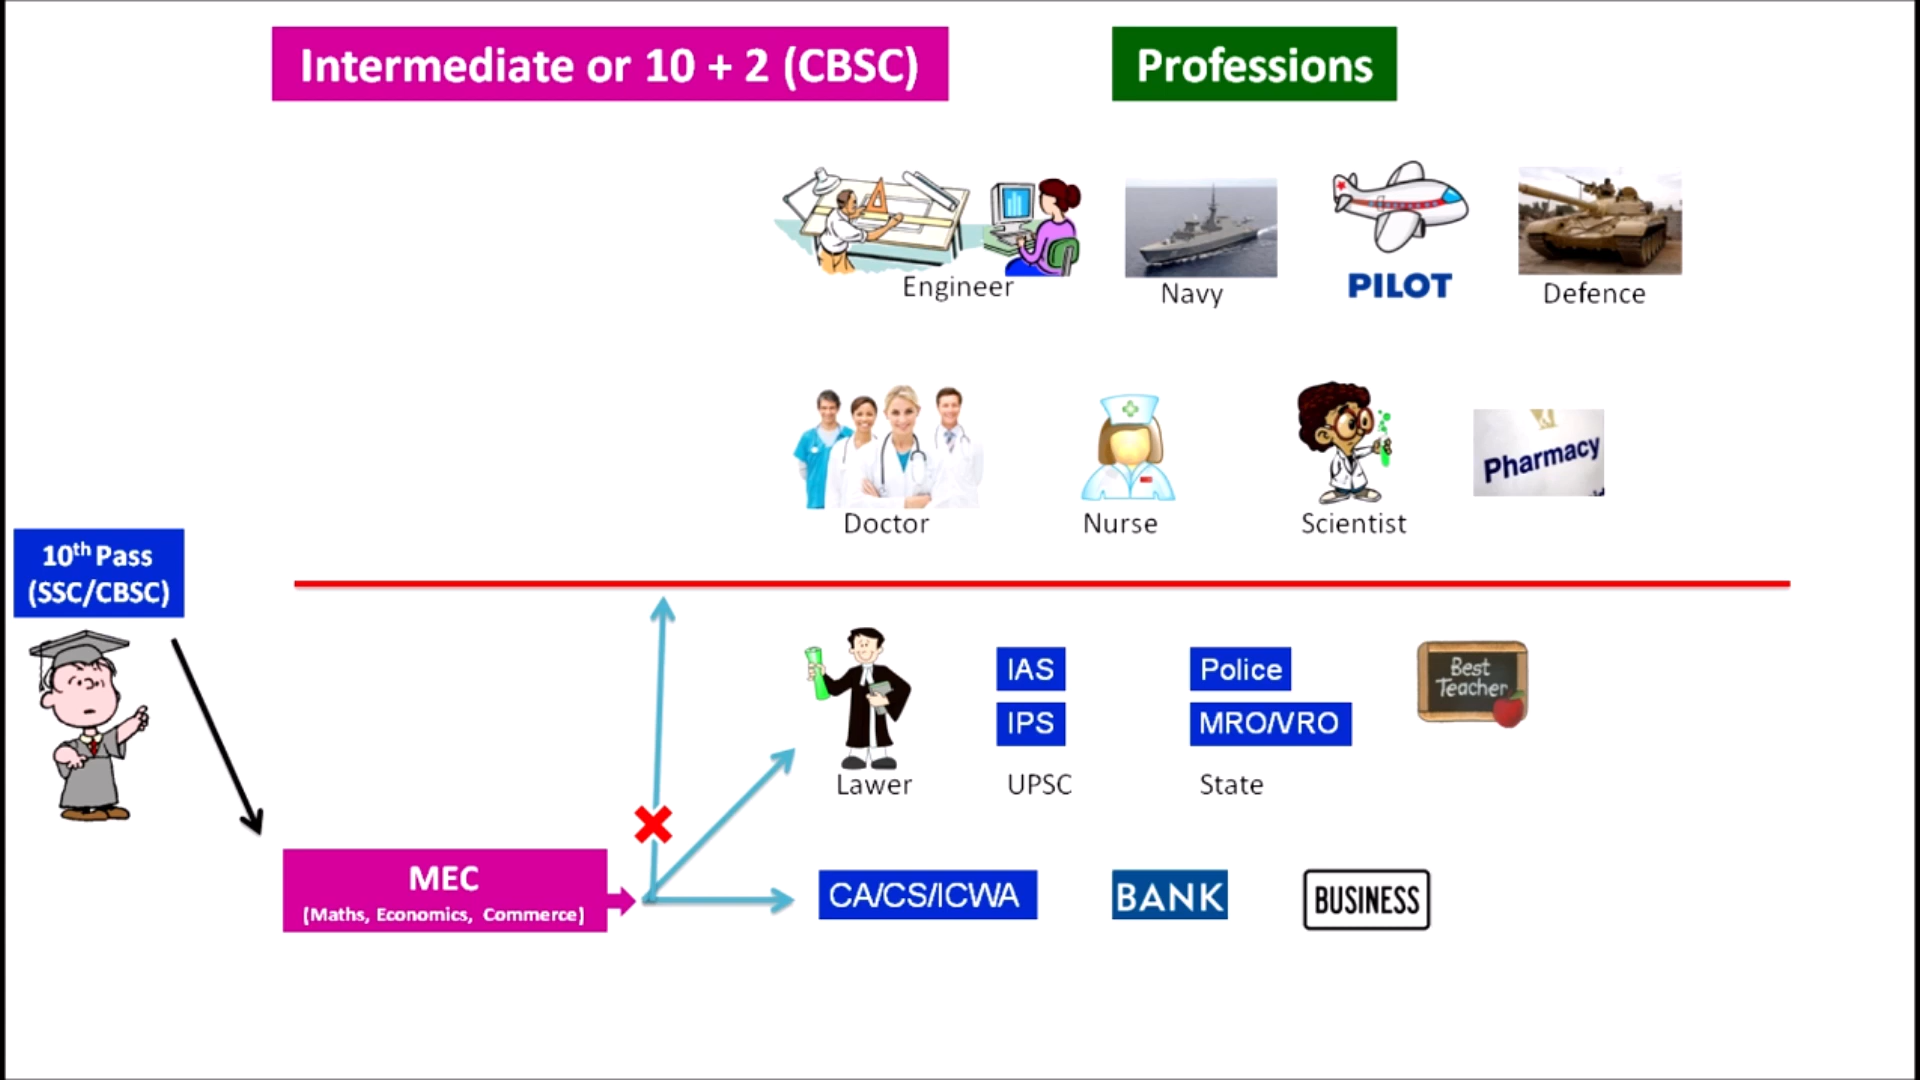 Intermediate or 10 + 2 (CBSC)
Professions
Engineer
Navy
PILOT
Defence
Doctor
Nurse
Scientist
Pharmacy
10th Pass
(SSC/CBSC)
IAS
IPS
UPSC
Police
MRO/VRO
State
Best
Teacher
Lawer
MEC
(Maths, Economics, Commerce)
CA/CS/ICWA
BANK
BUSINESS